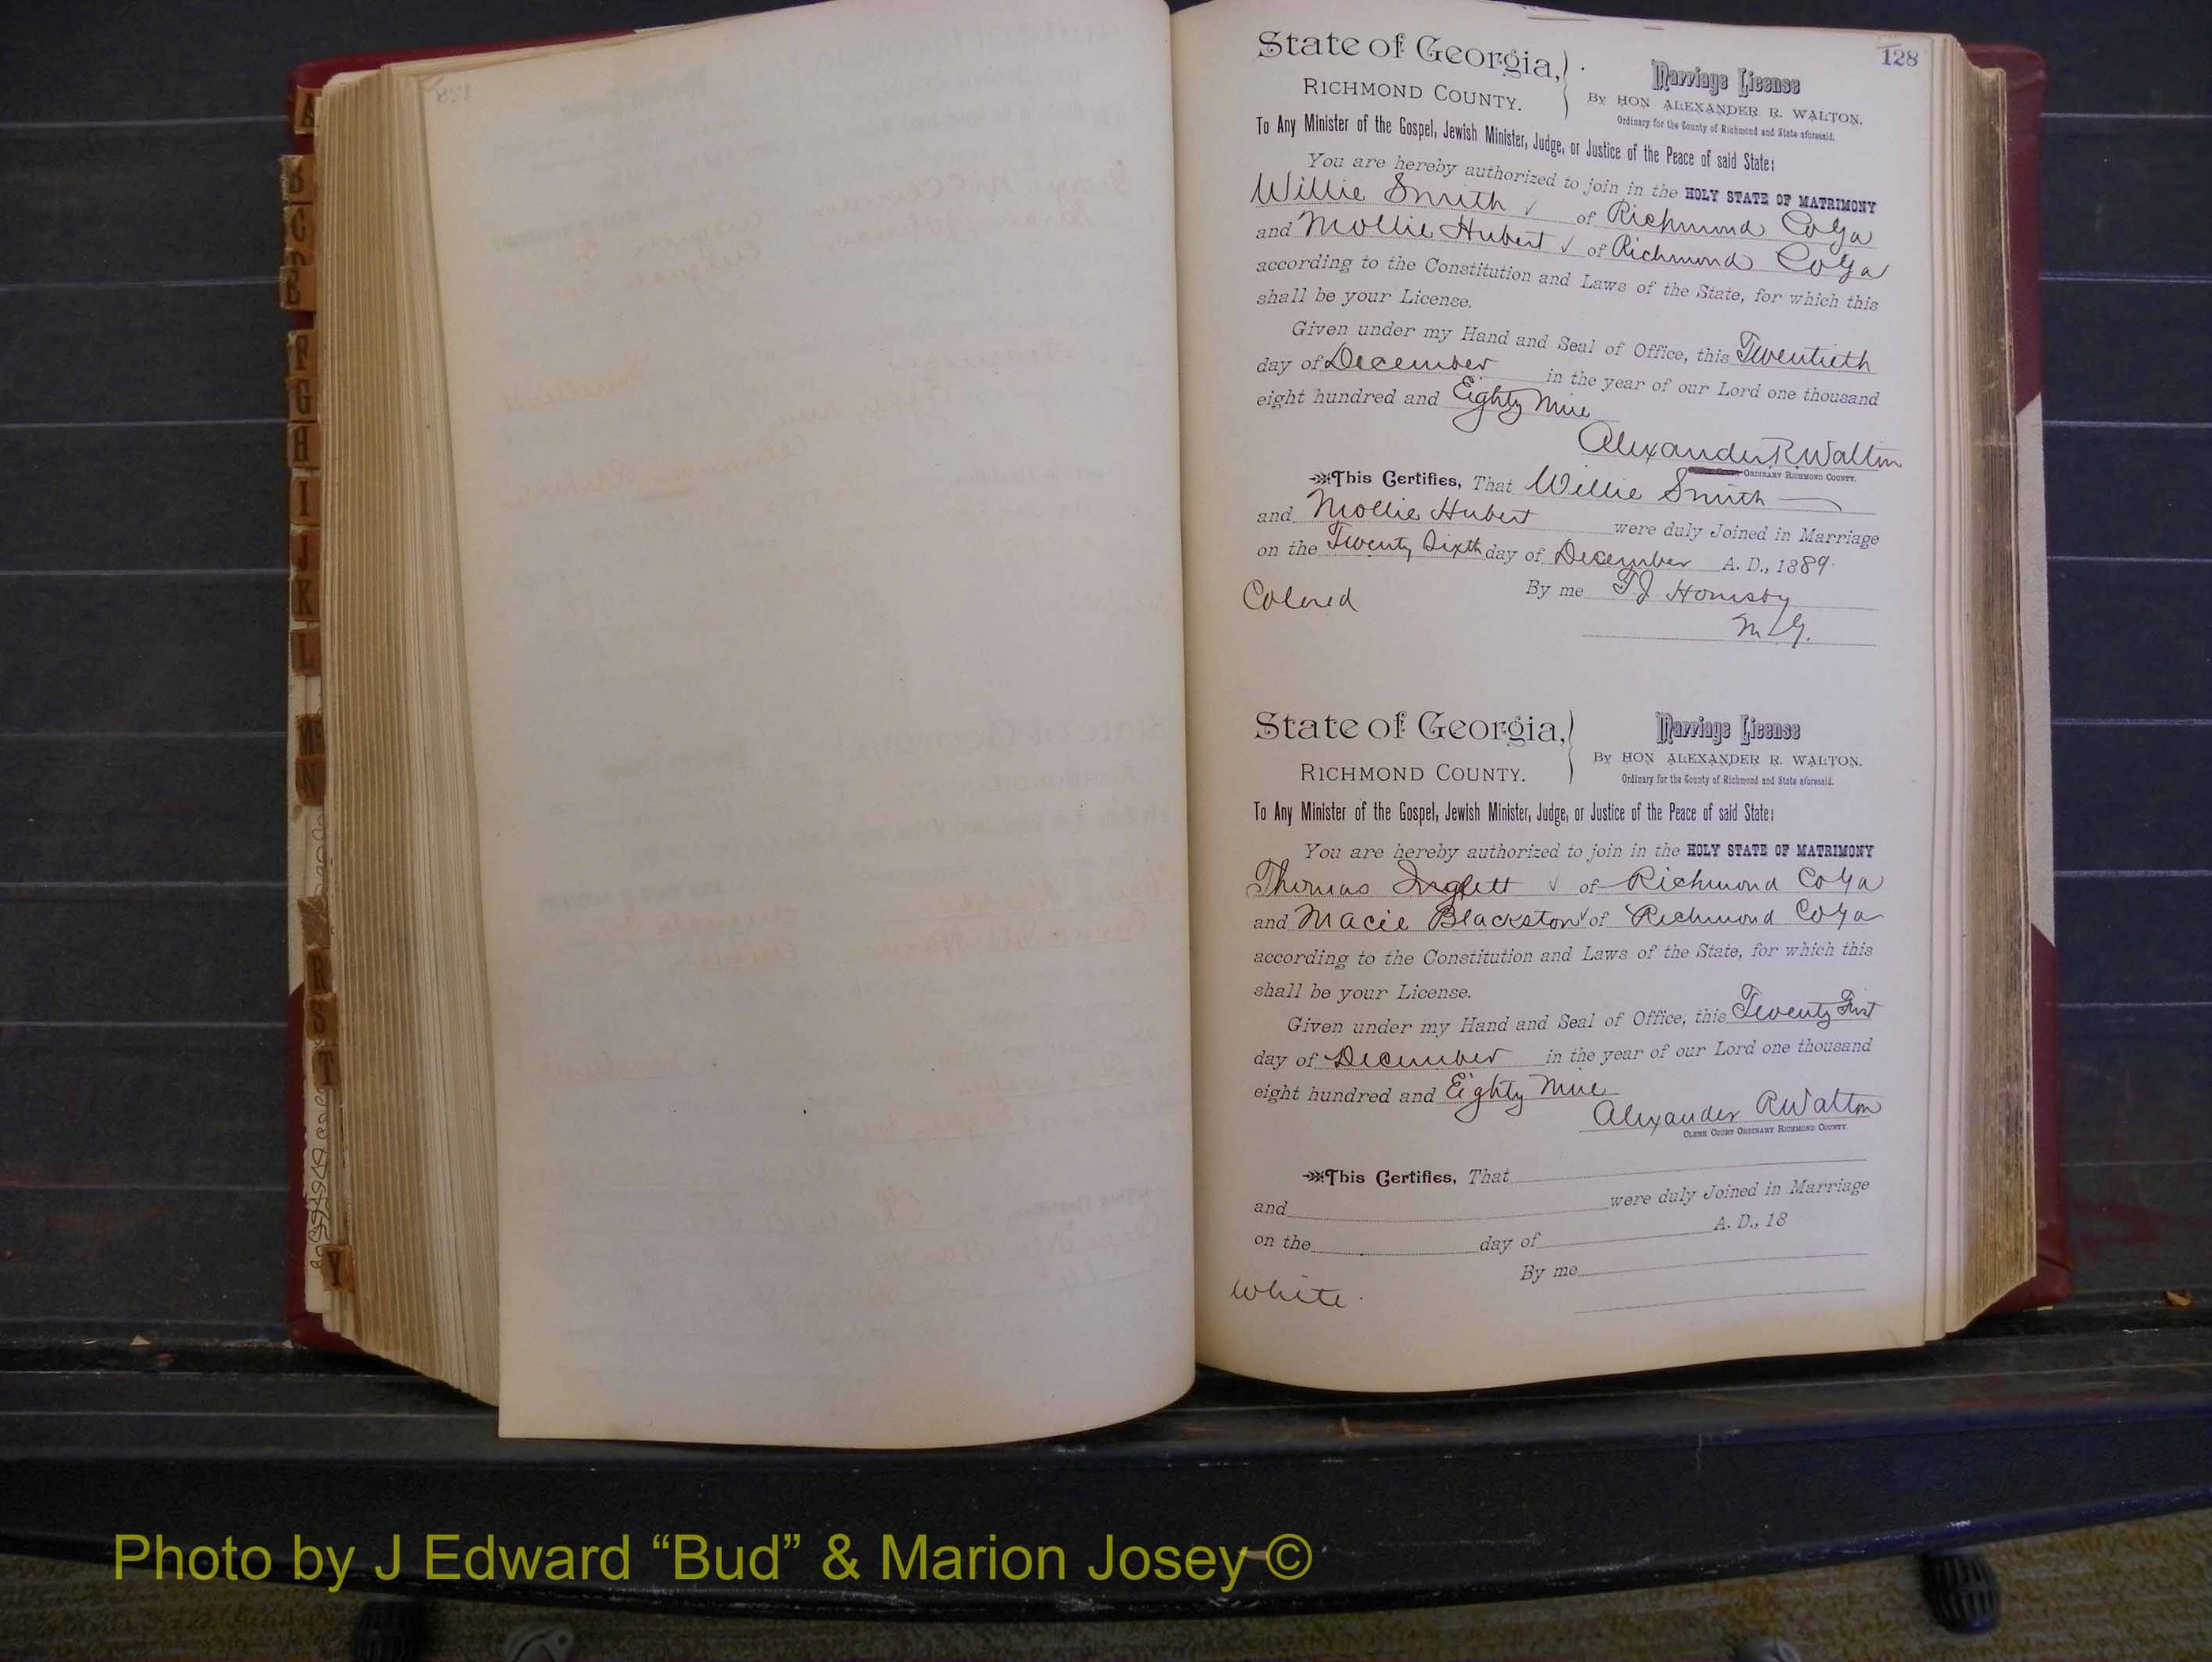 128
State of Georgia,
RICHMOND COUNTY.
Marriage License
By HON ALEXANDER R. WALTON.
Ordinary for the County of Richmond and State aforesaid.
To Any Minister of the Gospel, Jewish Minister, Judge, or Justice of the Peace of said State:
You are hereby authorized to join in the HOLY STATE OF MATRIMONY
Willie Smith √ of Richmond Co Ga
and Mollie Hubert √ of Richmond Co Ga
according to the Constitution and Laws of the State, for which this
shall be your License.
Given under my Hand and Seal of Office, this Twentieth
day of December in the year of our Lord one thousand
eight hundred and Eighty Nine
Alexander R Walton
ORDINARY RICHMOND COUNTY.
This Certifies, That Willie Smith
and Mollie Hubert were duly Joined in Marriage
on the Twenty Sixth day of December A. D., 1889.
Colored By me T J Hornsby
M G.
State of Georgia,
RICHMOND COUNTY.
Marriage License
By HON ALEXANDER R. WALTON.
Ordinary for the County of Richmond and State aforesaid.
To Any Minister of the Gospel, Jewish Minister, Judge, or Justice of the Peace of said State:
You are hereby authorized to join in the HOLY STATE OF MATRIMONY
Thomas Inglett √ of Richmond Co Ga
and Macie Blackston √ of Richmond Co Ga
according to the Constitution and Laws of the State, for which this
shall be your License.
Given under my Hand and Seal of Office, this Twenty First
day of December in the year of our Lord one thousand
eight hundred and Eighty Nine
Alexander R Walton
CLERK COURT ORDINARY RICHMOND COUNTY.
This Certifies, That
and were duly Joined in Marriage
on the day of A. D., 18
By me
White.
A
B
C
F
G
H
I
J
K
L
Mc
N
R
S
T
Y
Photo by J Edward “Bud” & Marion Josey ©